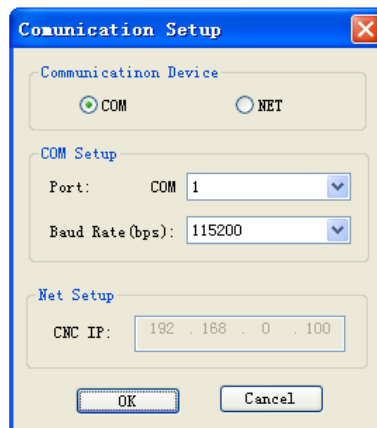 Comunication Setup
Communicatinon Device
COM NET
COM Setup
Port: COM 1
Baud Rate(bps): 115200
Net Setup
CNC IP: 192 . 168 . 0 . 100
OK Cancel